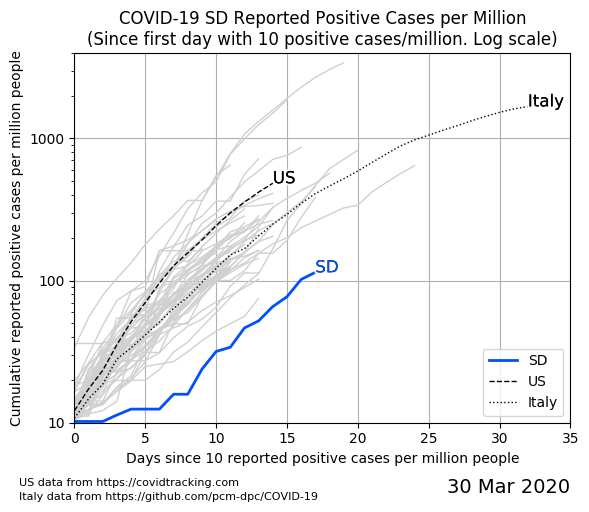 COVID-19 SD Reported Positive Cases per Million
(Since first day with 10 positive cases/million. Log scale)
Cumulative reported positive cases per million people
1000
100
10
Italy
US
SD
SD
US
Italy
0 5 10 15 20 25 30 35
Days since 10 reported positive cases per million people
US data from https://covidtracking.com
Italy data from https://github.com/pcm-dpc/COVID-19
30 Mar 2020